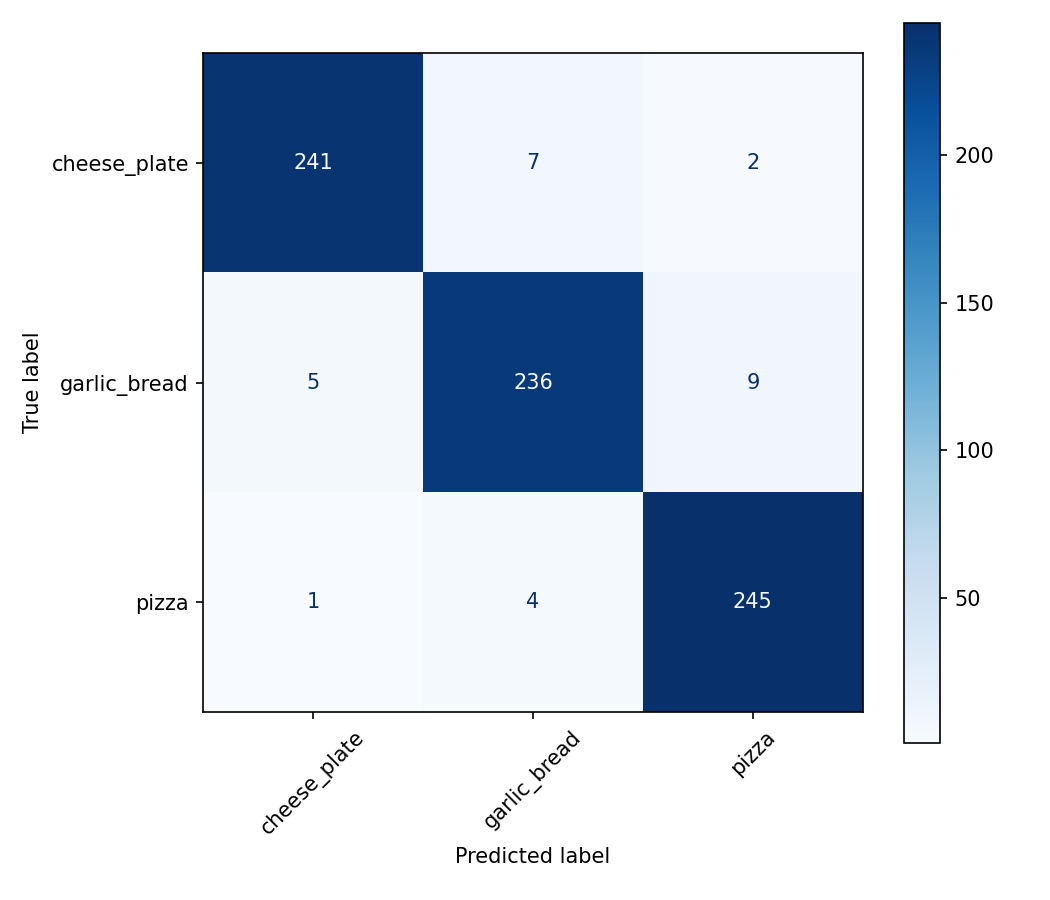 cheese_plate 241 7 2
garlic_bread 5 236 9
pizza 1 4 245
True label
cheese_plate garlic_bread pizza
Predicted label
200
150
100
50